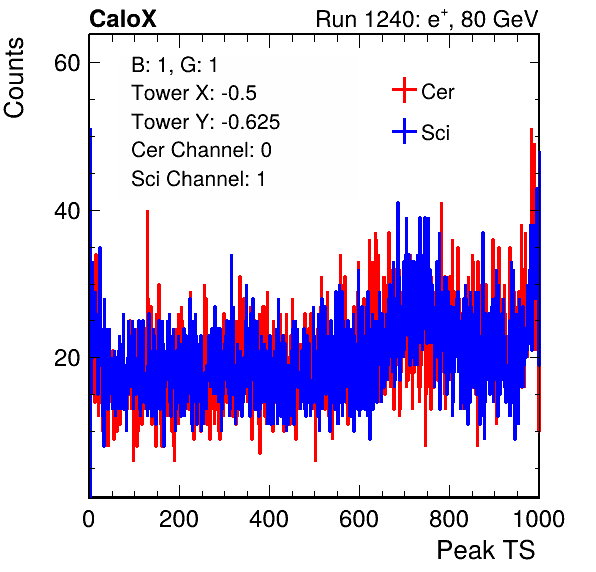 CaloX
Run 1240: e+, 80 GeV
Counts
60
40
20
B: 1, G: 1
Tower X: -0.5
Tower Y: -0.625
Cer Channel: 0
Sci Channel: 1
Cer
Sci
0
200
400
600
800
1000
Peak TS